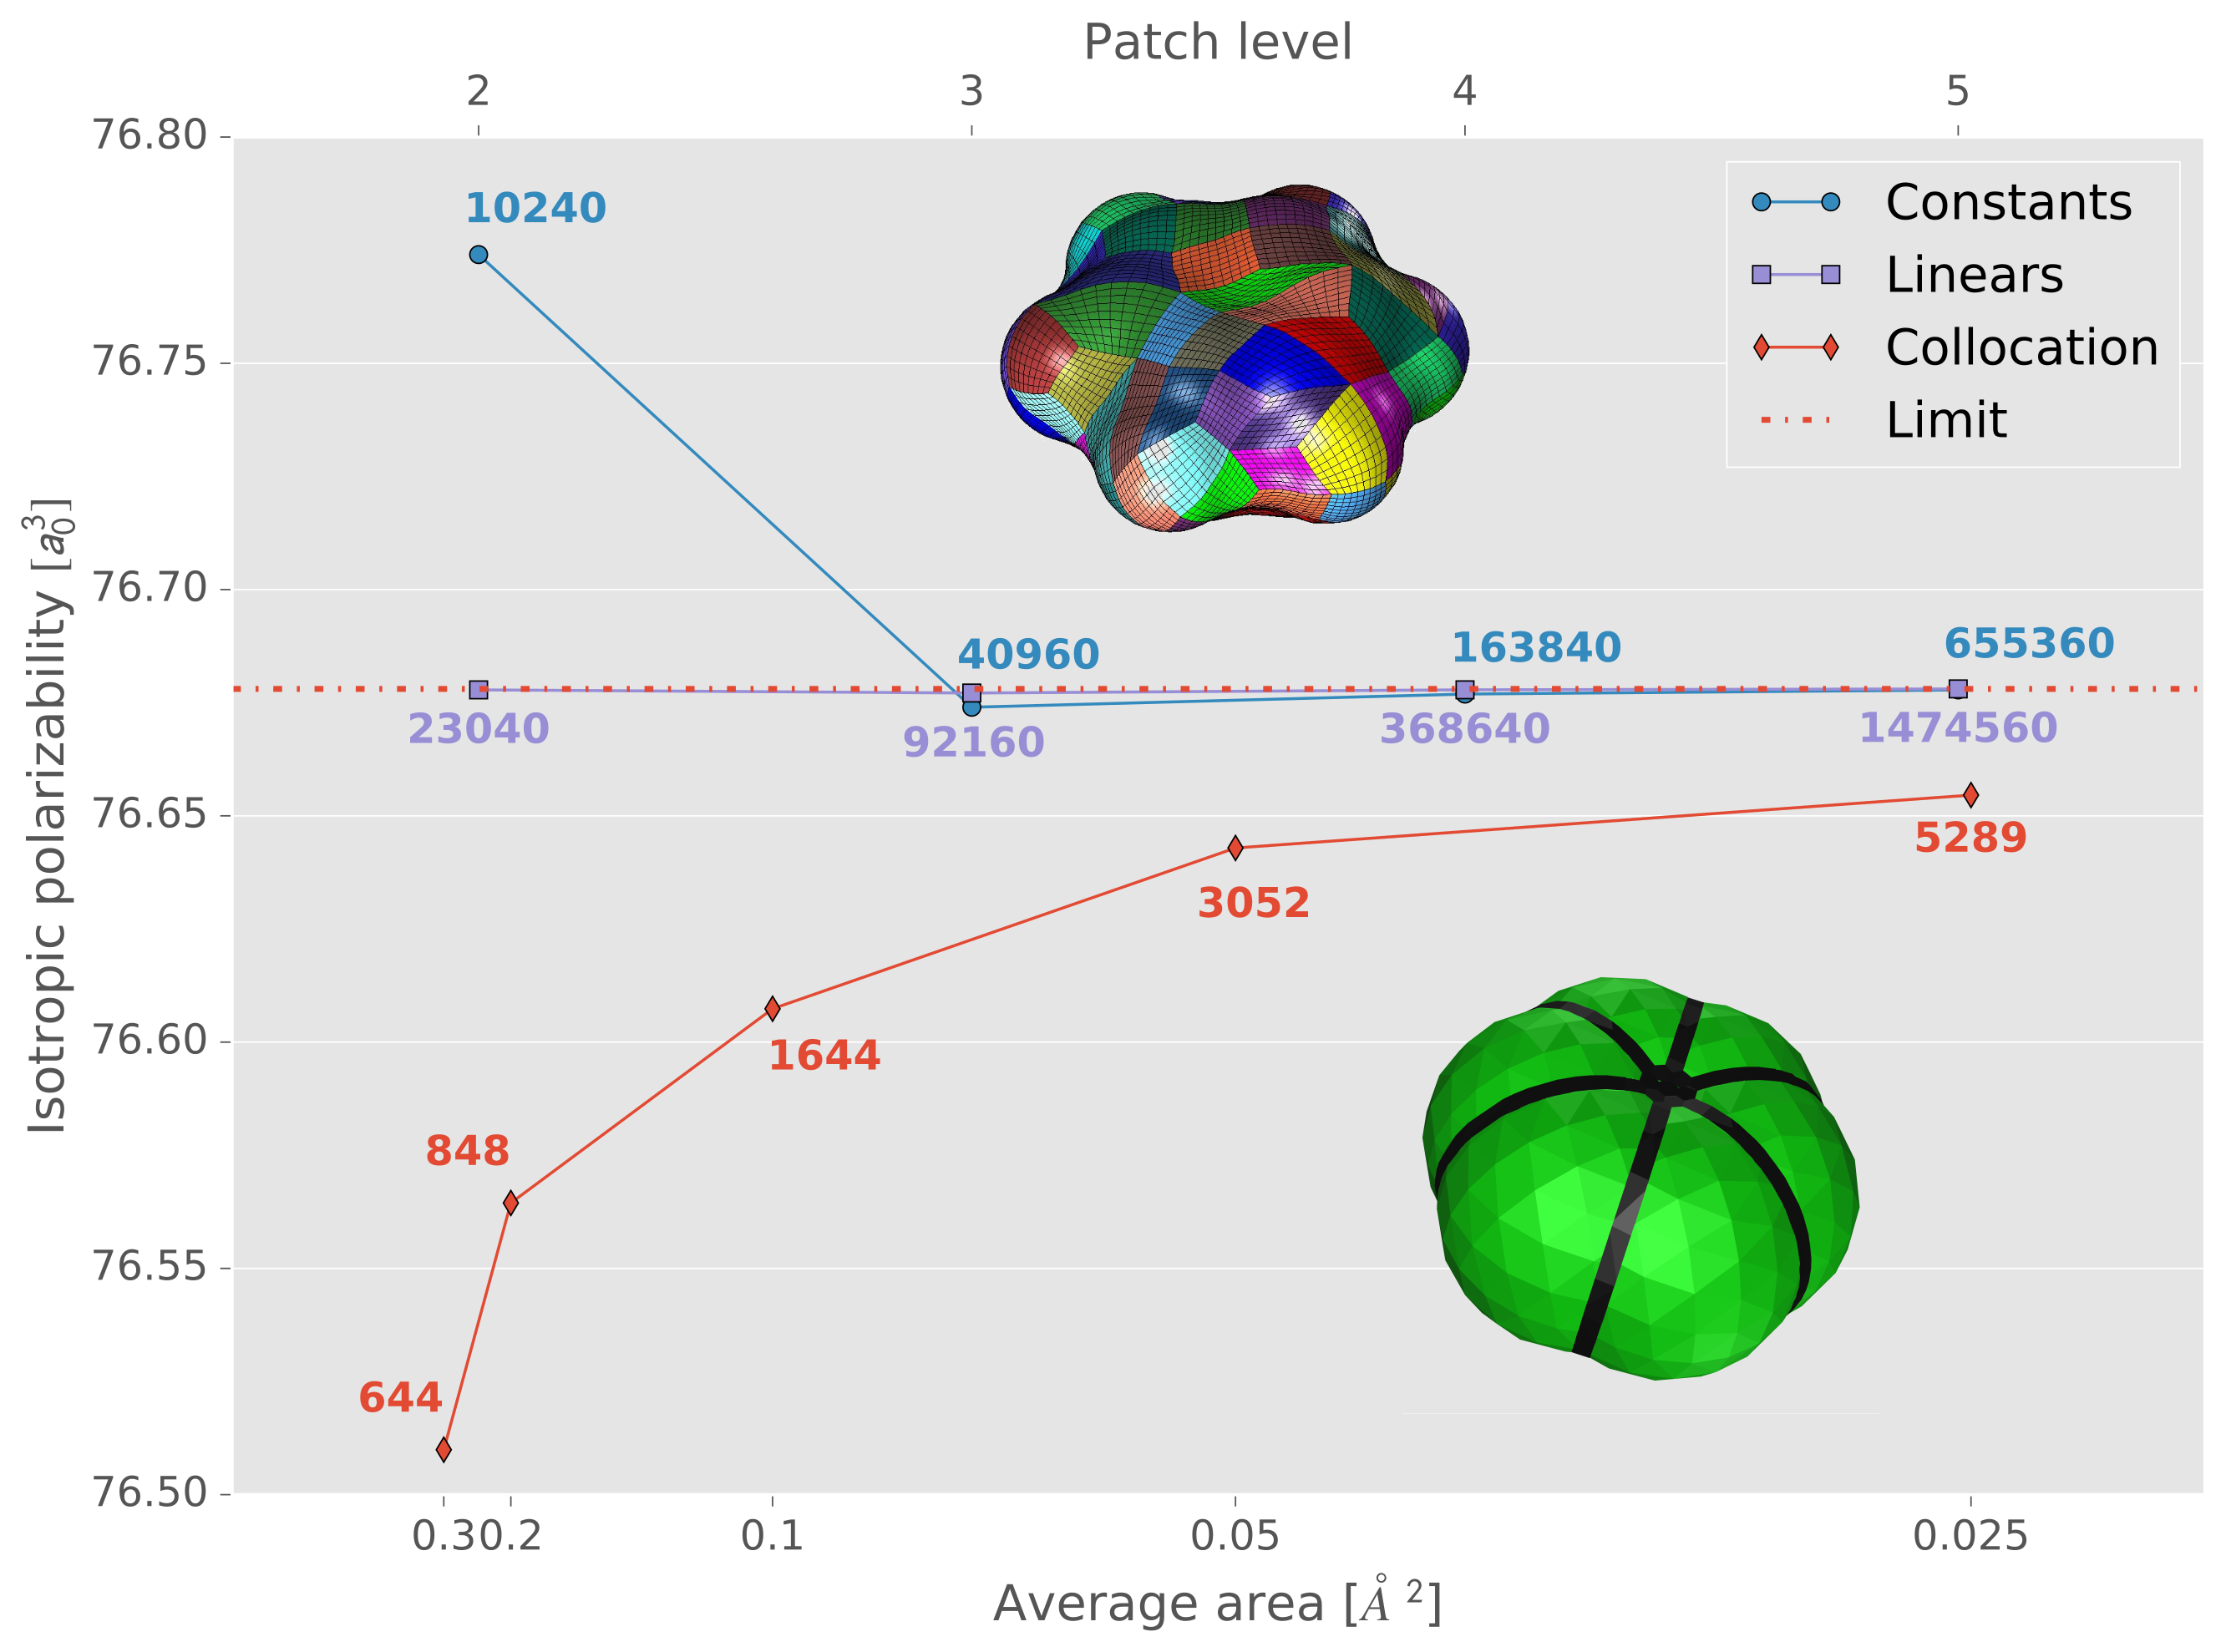 Patch level
2 3 4 5
76.80
76.75
76.70
76.65
76.60
76.55
76.50
Isotropic polarizability [a₀³]
Constants
Linears
Collocation
Limit
10240
40960
163840
655360
23040
92160
368640
1474560
5289
3052
1644
848
644
0.3 0.2 0.1 0.05 0.025
Average area [Å ²]